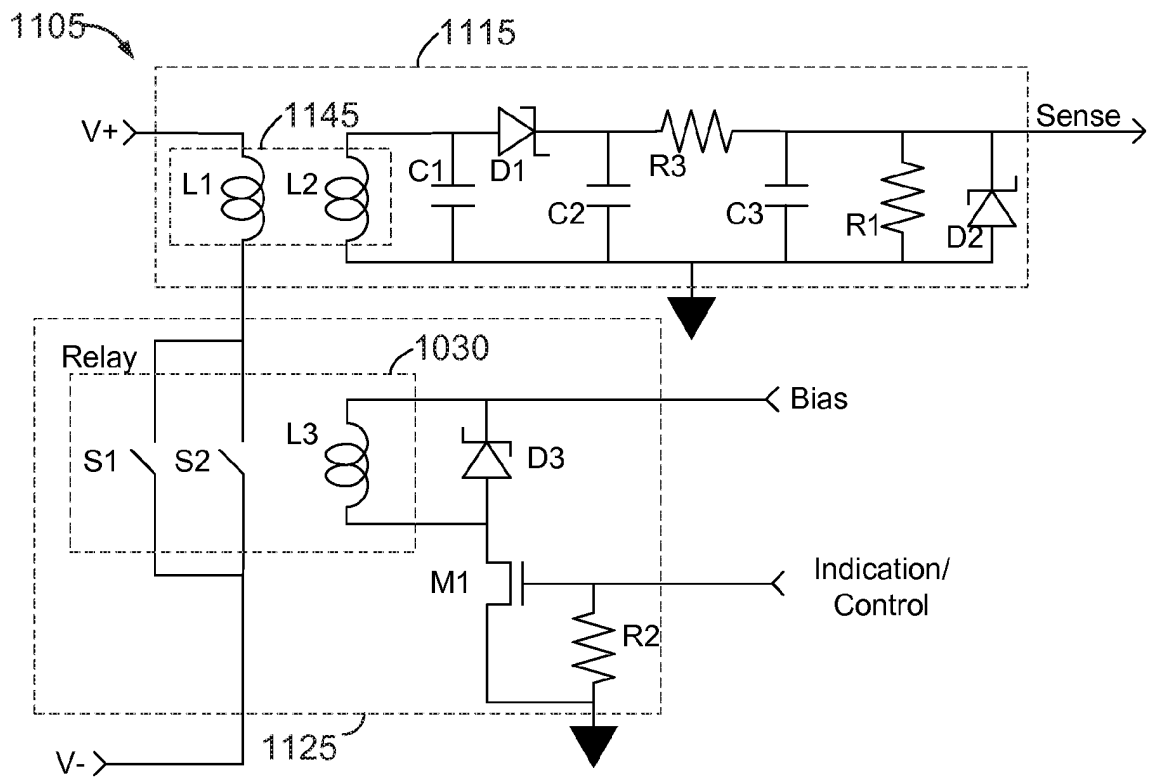 1105
1115
V+
1145
Sense
L1
L2
C1
D1
C2
R3
C3
R1
D2
Relay
1030
Bias
S1
S2
L3
D3
M1
Indication/
Control
R2
1125
V-